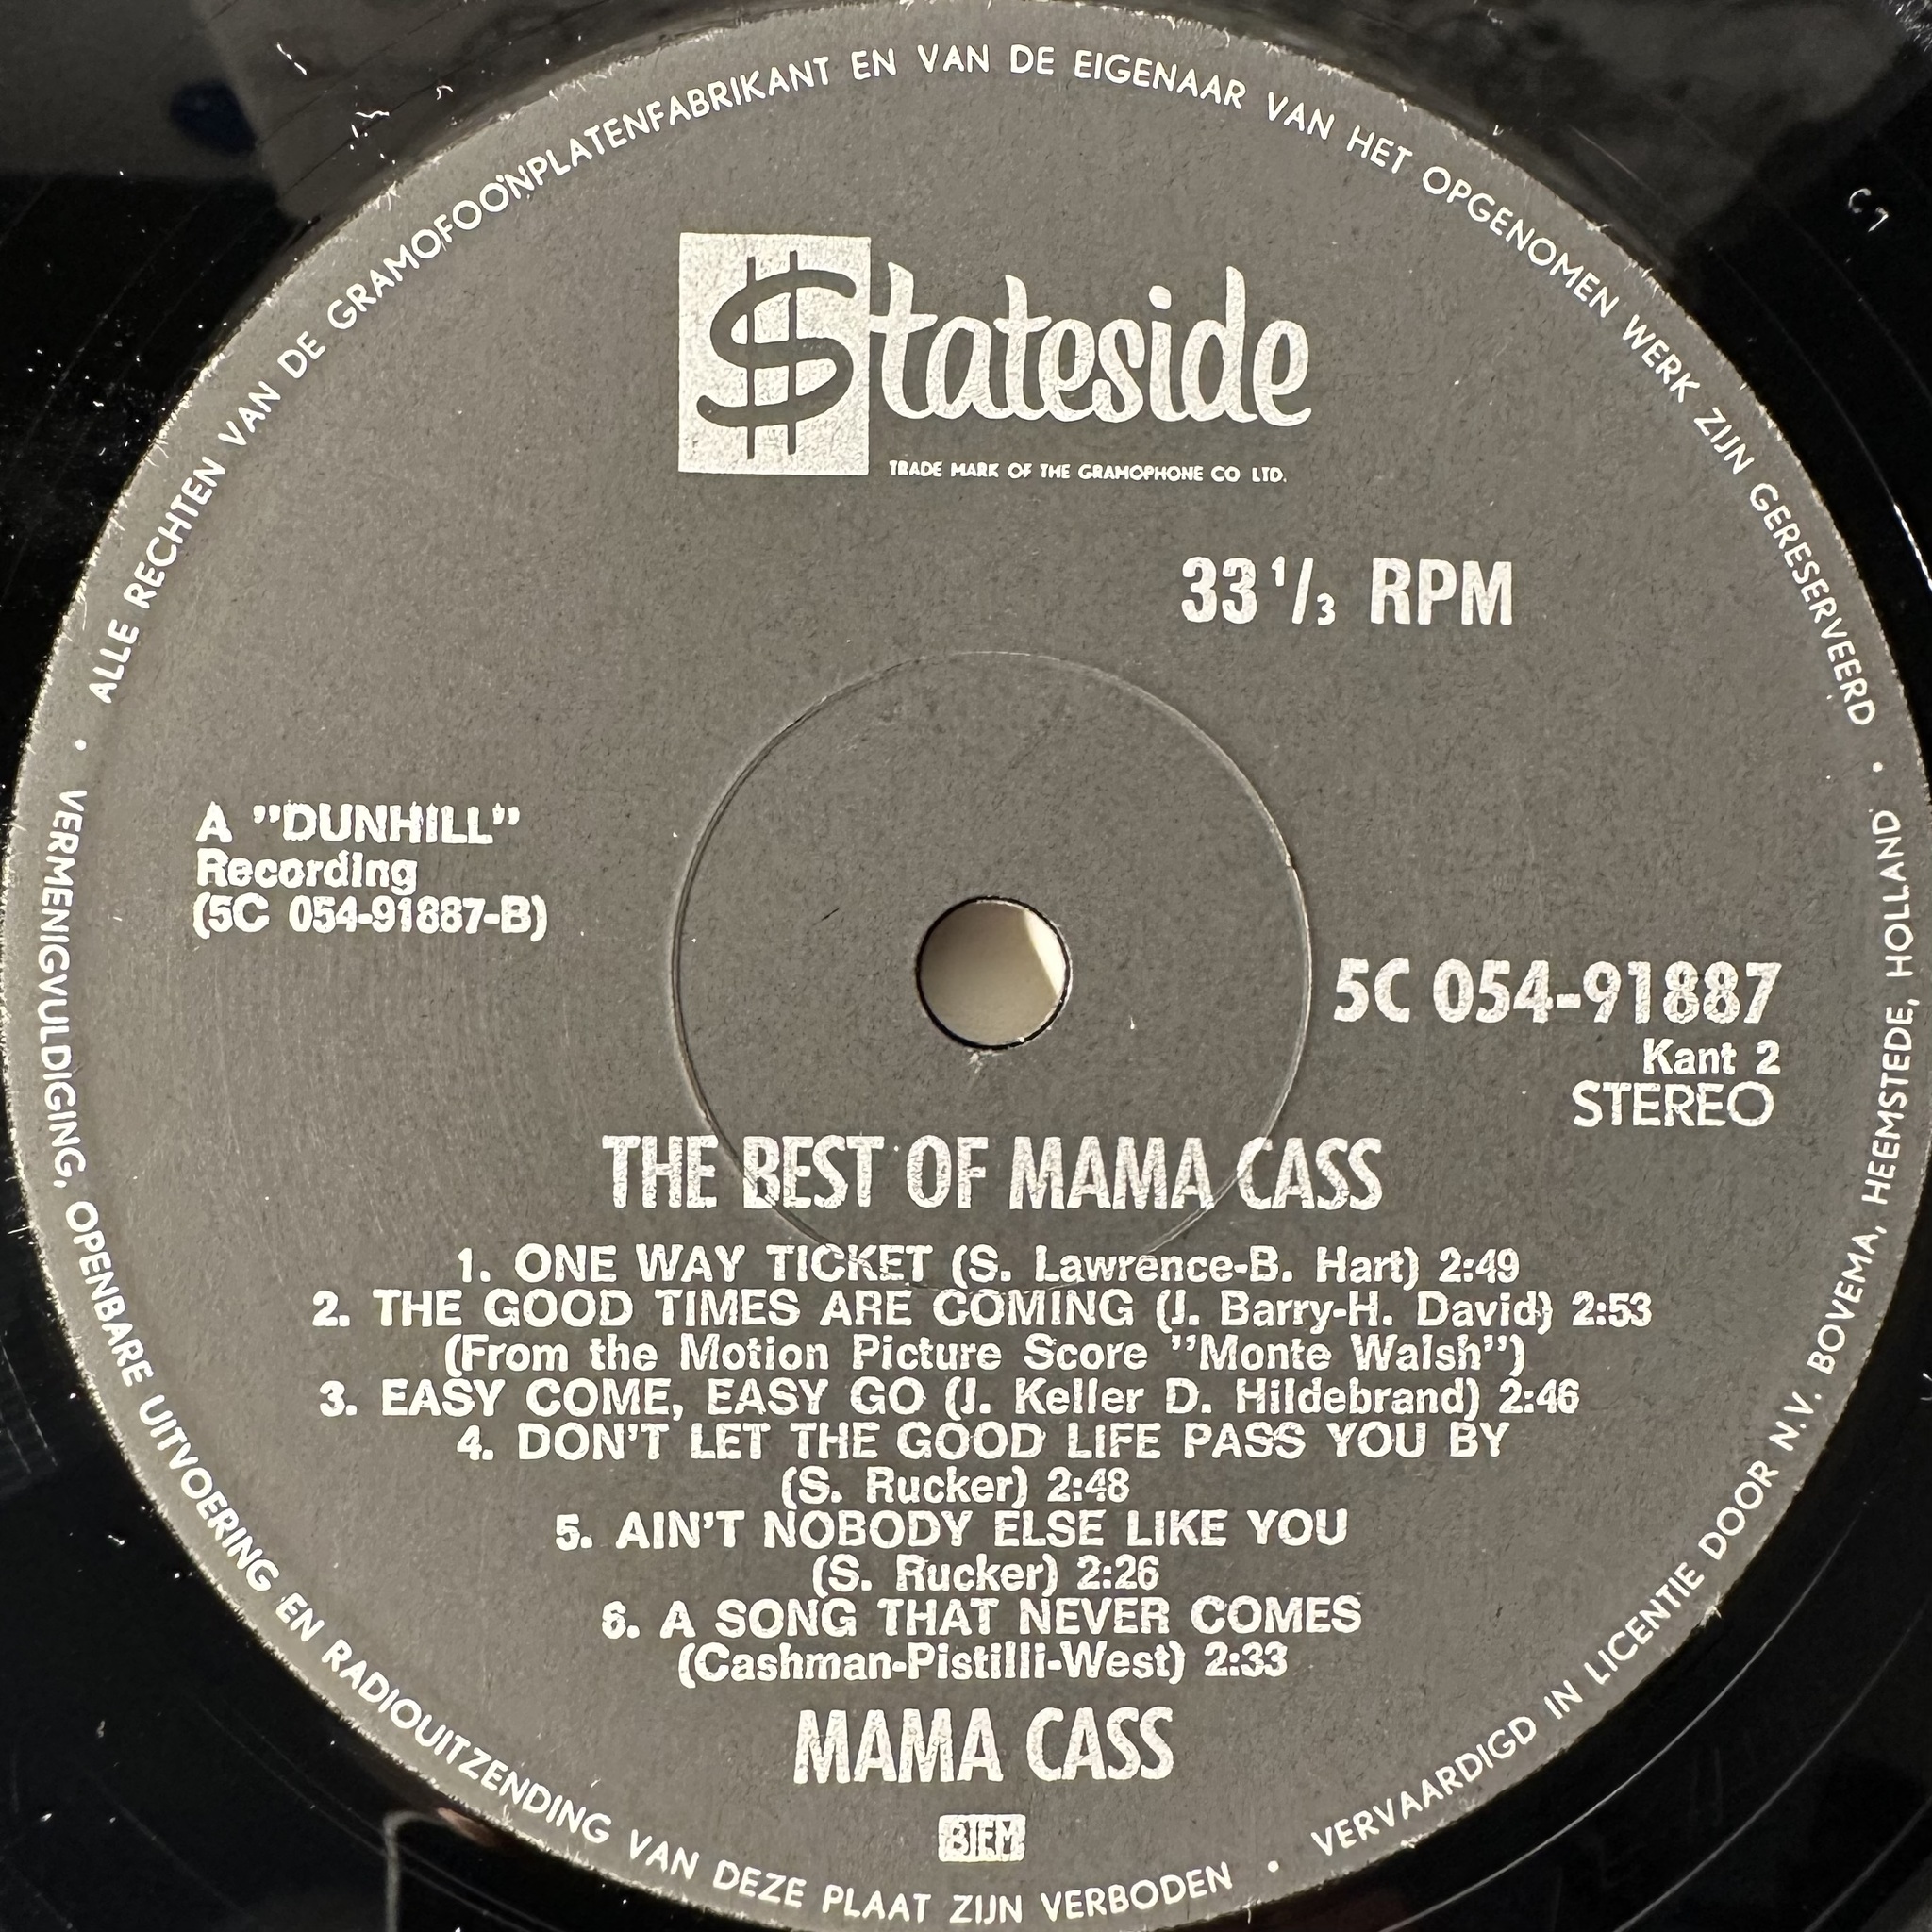 ALLE RECHTEN VAN DE GRAMOFOONPLATENFABRIKANT EN VAN DE EIGENAAR VAN HET OPGENOMEN WERK ZIJN GERESERVEERD •
$tateside
TRADE MARK OF THE GRAMOPHONE CO LTD.
33 1/3 RPM
A ”DUNHILL”
Recording
(5C 054-91887-B)
5C 054-91887
Kant 2
STEREO
THE BEST OF MAMA CASS
1. ONE WAY TICKET (S. Lawrence-B. Hart) 2:49
2. THE GOOD TIMES ARE COMING (J. Barry-H. David) 2:53
(From the Motion Picture Score ”Monte Walsh”)
3. EASY COME, EASY GO (J. Keller D. Hildebrand) 2:46
4. DON'T LET THE GOOD LIFE PASS YOU BY
(S. Rucker) 2:48
5. AIN'T NOBODY ELSE LIKE YOU
(S. Rucker) 2:26
6. A SONG THAT NEVER COMES
(Cashman-Pistilli-West) 2:33
MAMA CASS
BIEM
• VERMENIGVULDIGING, OPENBARE UITVOERING EN RADIOUITZENDING VAN DEZE PLAAT ZIJN VERBODEN •
VERVAARDIGD IN LICENTIE DOOR N.V. BOVEMA, HEEMSTEDE, HOLLAND